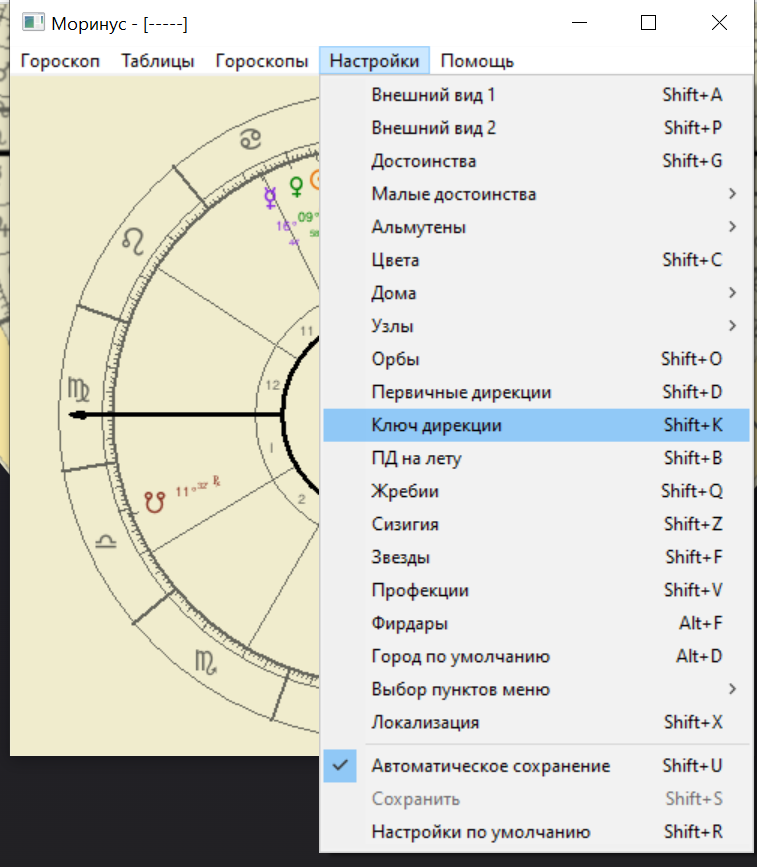 Моринус - [-----]
Гороскоп Таблицы Гороскопы Настройки Помощь
Внешний вид 1 Shift+A
Внешний вид 2 Shift+P
Достоинства Shift+G
Малые достоинства
Альмутены
Цвета Shift+C
Дома
Узлы
Орбы Shift+O
Первичные дирекции Shift+D
Ключ дирекции Shift+K
ПД на лету Shift+B
Жребии Shift+Q
Сизигия Shift+Z
Звезды Shift+F
Профекции Shift+V
Фирдары Alt+F
Город по умолчанию Alt+D
Выбор пунктов меню
Локализация Shift+X
Автоматическое сохранение Shift+U
Сохранить Shift+S
Настройки по умолчанию Shift+R
09°
16°
11
12
1
11° 32'
2